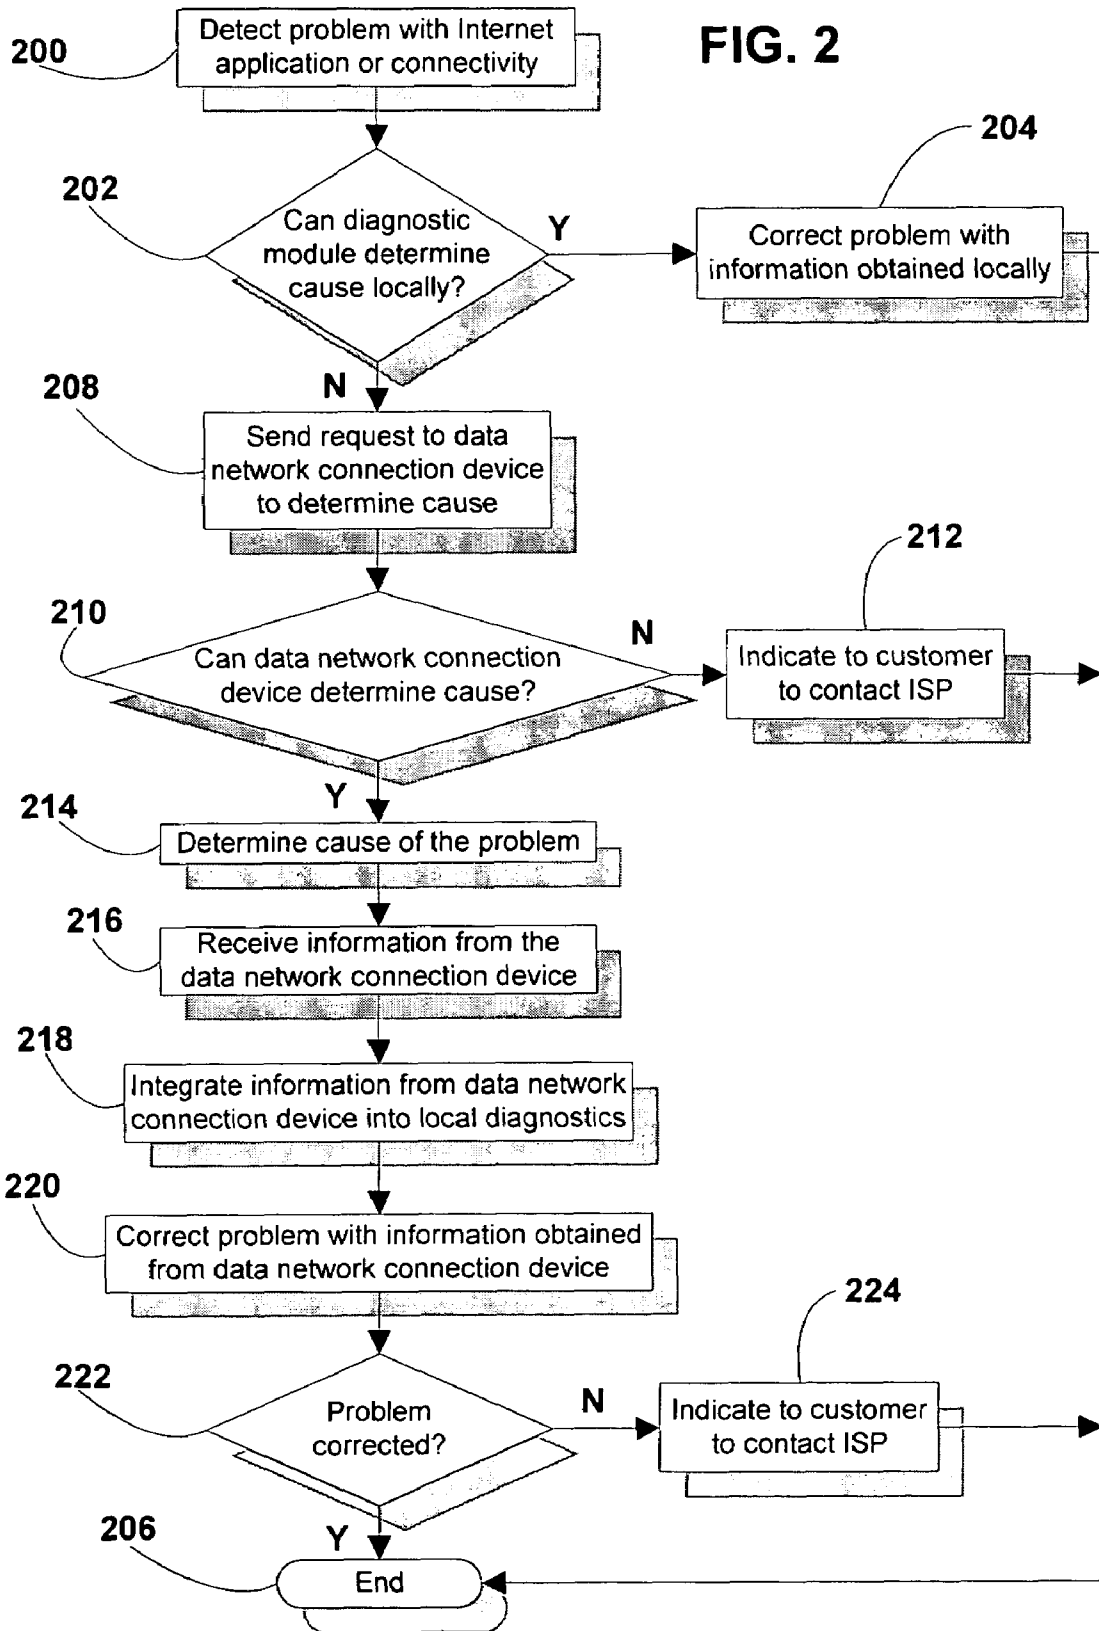 FIG. 2
200
Detect problem with Internet
application or connectivity
202
Can diagnostic
module determine
cause locally?
Y
N
204
Correct problem with
information obtained locally
208
Send request to data
network connection device
to determine cause
210
Can data network connection
device determine cause?
N
Y
212
Indicate to customer
to contact ISP
214
Determine cause of the problem
216
Receive information from the
data network connection device
218
Integrate information from data network
connection device into local diagnostics
220
Correct problem with information obtained
from data network connection device
222
Problem
corrected?
N
Y
224
Indicate to customer
to contact ISP
206
End